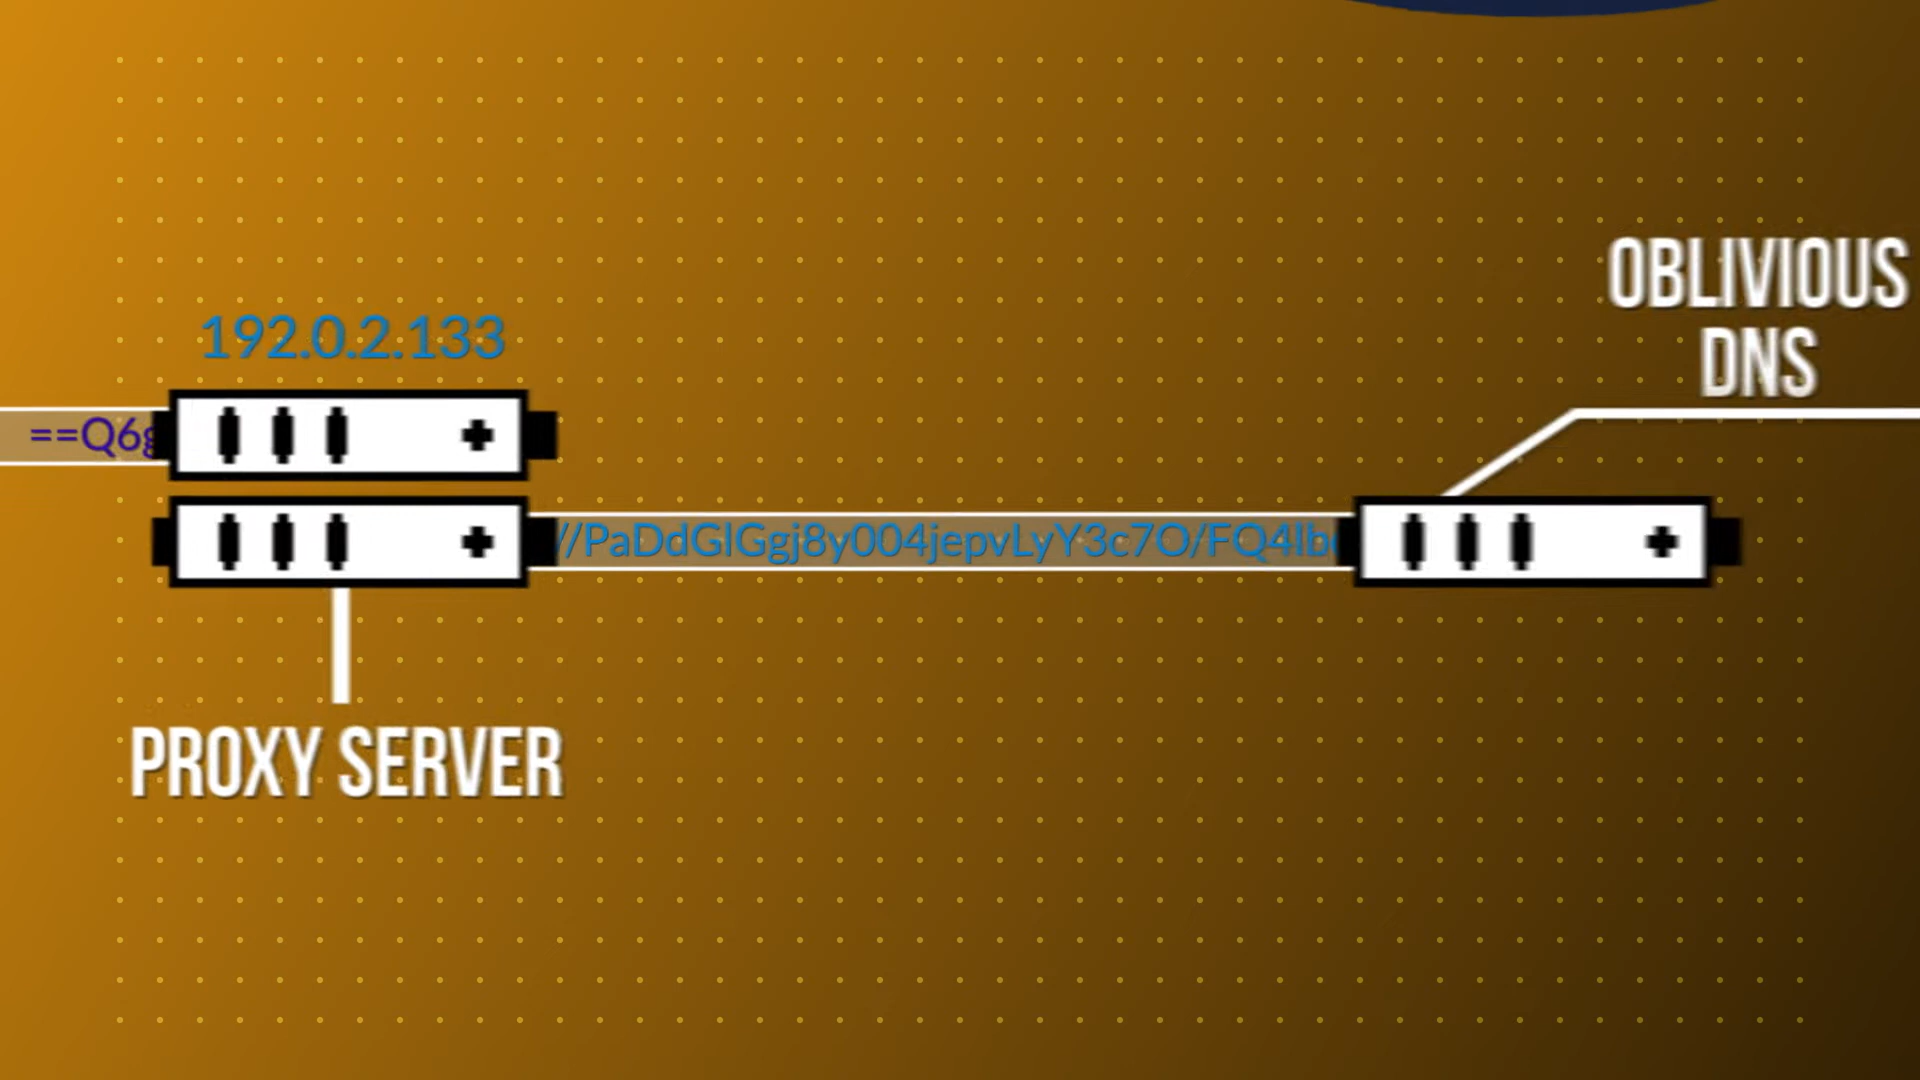 OBLIVIOUS
DNS
192.0.2.133
==Q6g
//PaDdGlGgj8y004jepvLyY3c7O/FQ4lb
PROXY SERVER